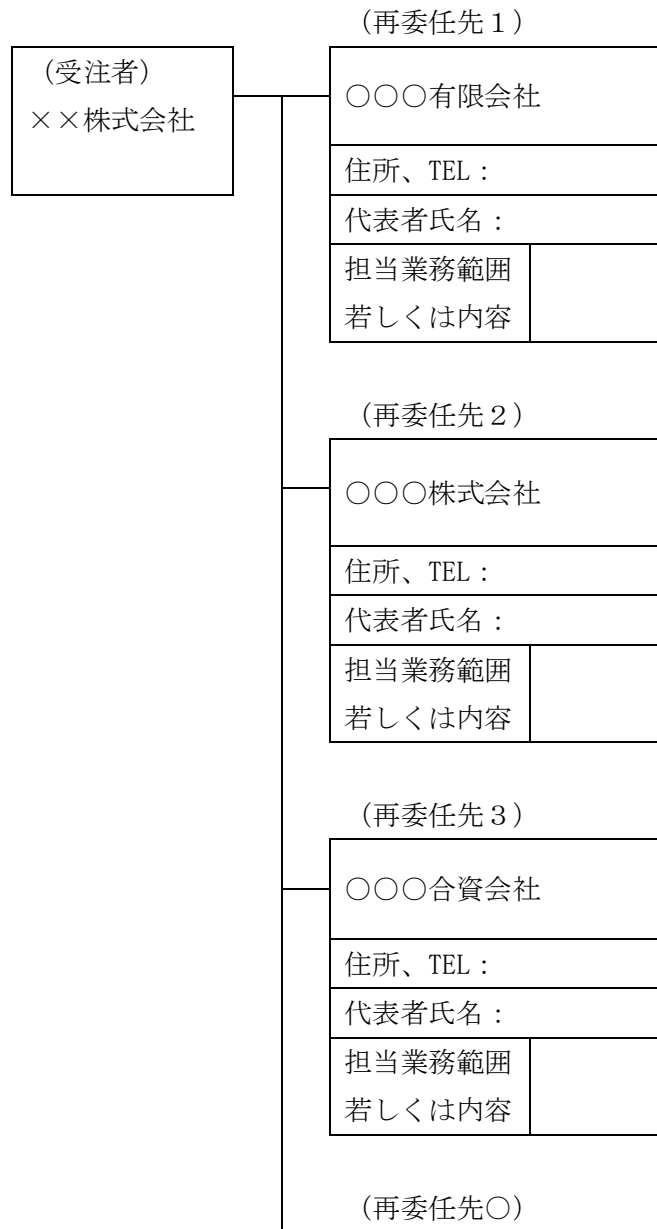 （再委任先１）
（受注者）
××株式会社
○○○有限会社
住所、TEL：
代表者氏名：
担当業務範囲
若しくは内容
（再委任先２）
○○○株式会社
住所、TEL：
代表者氏名：
担当業務範囲
若しくは内容
（再委任先３）
○○○合資会社
住所、TEL：
代表者氏名：
担当業務範囲
若しくは内容
（再委任先○）